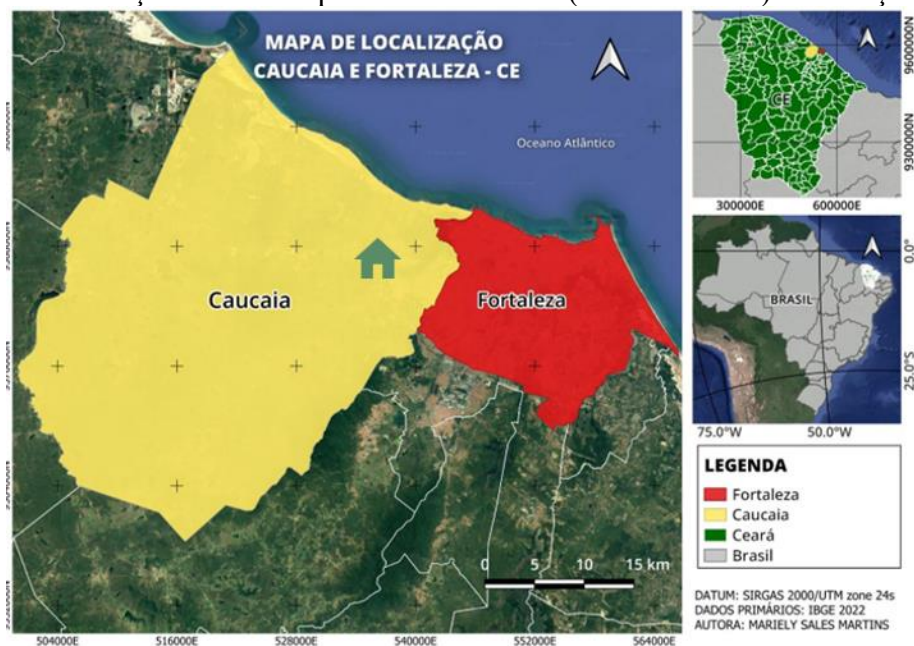 MAPA DE LOCALIZAÇÃO
CAUCAIA E FORTALEZA - CE
Oceano Atlântico
Caucaia
Fortaleza
0 5 10 15 km
504000E 516000E 528000E 540000E 552000E 564000E
CE
9600000N
9300000N
300000E 600000E
BRASIL
0.0°
25.0°S
75.0°W 50.0°W
LEGENDA
Fortaleza
Caucaia
Ceará
Brasil
DATUM: SIRGAS 2000/UTM zone 24s
DADOS PRIMÁRIOS: IBGE 2022
AUTORA: MARIELY SALES MARTINS